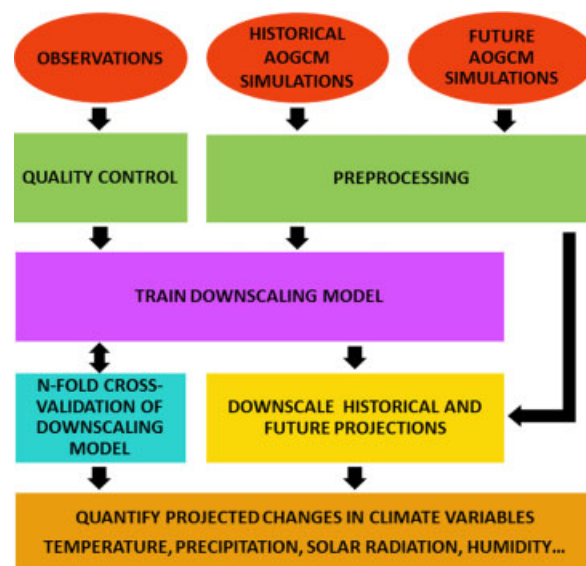 OBSERVATIONS
HISTORICAL
AOGCM
SIMULATIONS
FUTURE
AOGCM
SIMULATIONS
QUALITY CONTROL
PREPROCESSING
TRAIN DOWNSCALING MODEL
N-FOLD CROSS-
VALIDATION OF
DOWNSCALING
MODEL
DOWNSCALE HISTORICAL AND
FUTURE PROJECTIONS
QUANTIFY PROJECTED CHANGES IN CLIMATE VARIABLES
TEMPERATURE, PRECIPITATION, SOLAR RADIATION, HUMIDITY...